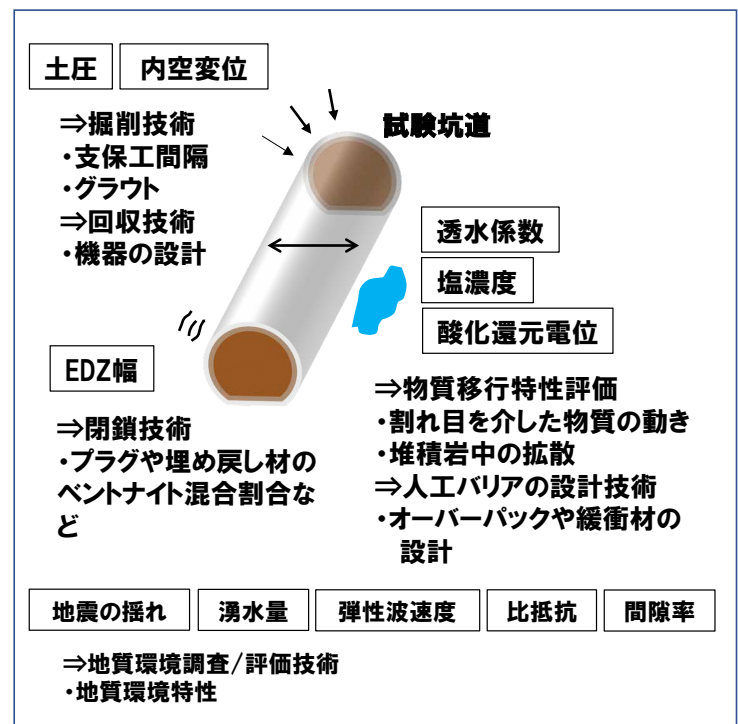 土圧 内空変位
⇒掘削技術
・支保工間隔
・グラウト
⇒回収技術
・機器の設計
試験坑道
透水係数
塩濃度
酸化還元電位
⇒物質移行特性評価
・割れ目を介した物質の動き
・堆積岩中の拡散
⇒人工バリアの設計技術
・オーバーパックや緩衝材の
設計
EDZ幅
⇒閉鎖技術
・プラグや埋め戻し材の
ベントナイト混合割合な
ど
地震の揺れ 湧水量 弾性波速度 比抵抗 間隙率
⇒地質環境調査/評価技術
・地質環境特性